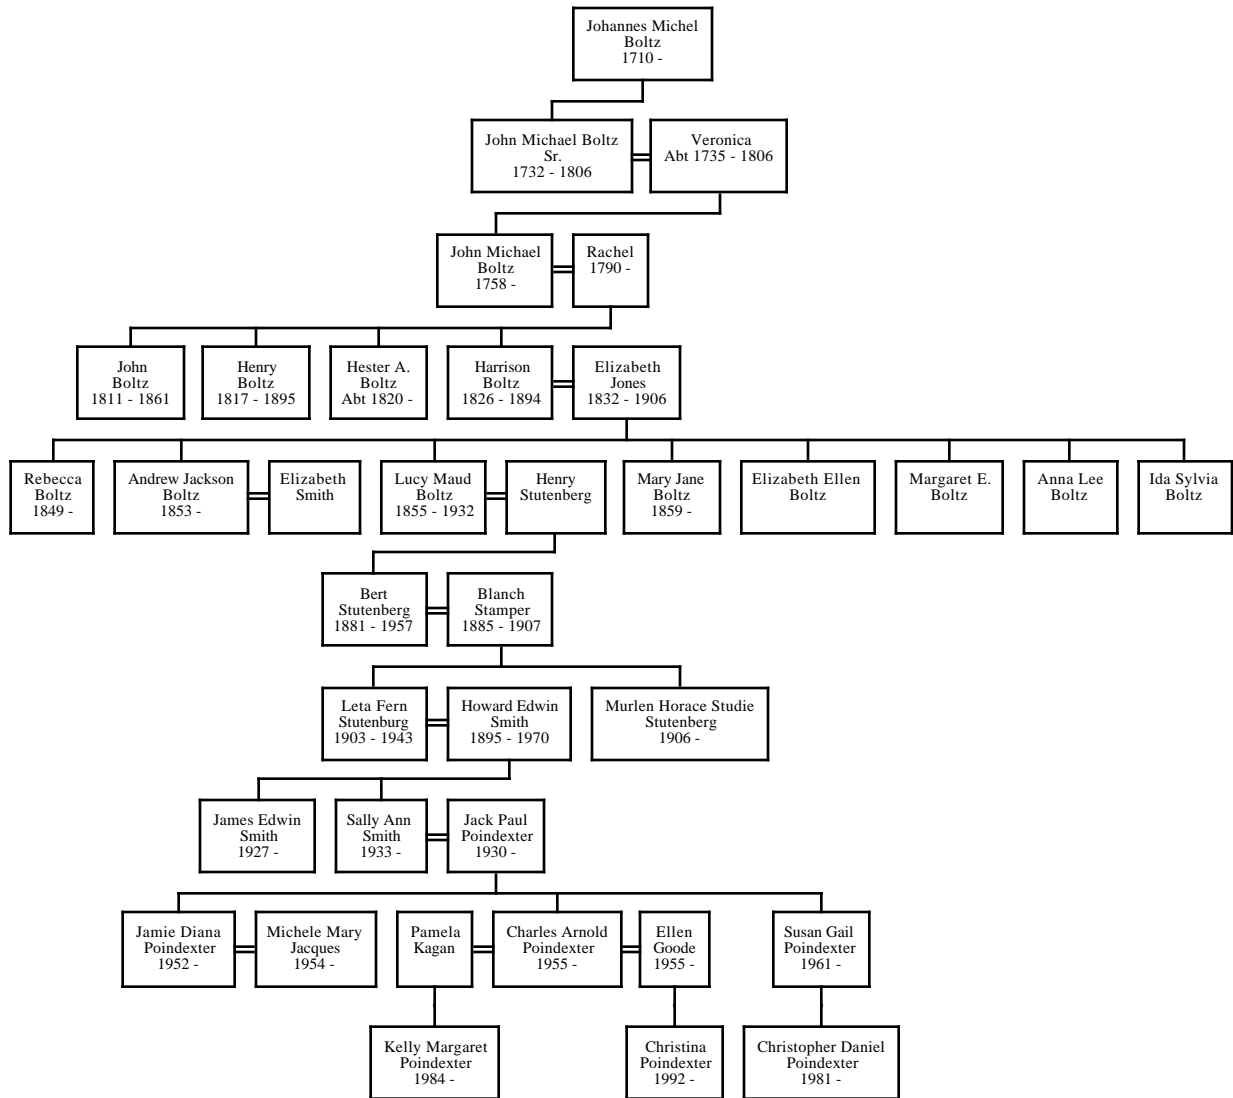 Johannes Michel
Boltz
1710 -
John Michael Boltz
Sr.
1732 - 1806
Veronica
Abt 1735 - 1806
John Michael
Boltz
1758 -
Rachel
1790 -
John
Boltz
1811 - 1861
Henry
Boltz
1817 - 1895
Hester A.
Boltz
Abt 1820 -
Harrison
Boltz
1826 - 1894
Elizabeth
Jones
1832 - 1906
Rebecca
Boltz
1849 -
Andrew Jackson
Boltz
1853 -
Elizabeth
Smith
Lucy Maud
Boltz
1855 - 1932
Henry
Stutenberg
Mary Jane
Boltz
1859 -
Elizabeth Ellen
Boltz
Margaret E.
Boltz
Anna Lee
Boltz
Ida Sylvia
Boltz
Bert
Stutenberg
1881 - 1957
Blanch
Stamper
1885 - 1907
Leta Fern
Stutenburg
1903 - 1943
Howard Edwin
Smith
1895 - 1970
Murlen Horace Studie
Stutenberg
1906 -
James Edwin
Smith
1927 -
Sally Ann
Smith
1933 -
Jack Paul
Poindexter
1930 -
Jamie Diana
Poindexter
1952 -
Michele Mary
Jacques
1954 -
Pamela
Kagan
Charles Arnold
Poindexter
1955 -
Ellen
Goode
1955 -
Susan Gail
Poindexter
1961 -
Kelly Margaret
Poindexter
1984 -
Christina
Poindexter
1992 -
Christopher Daniel
Poindexter
1981 -